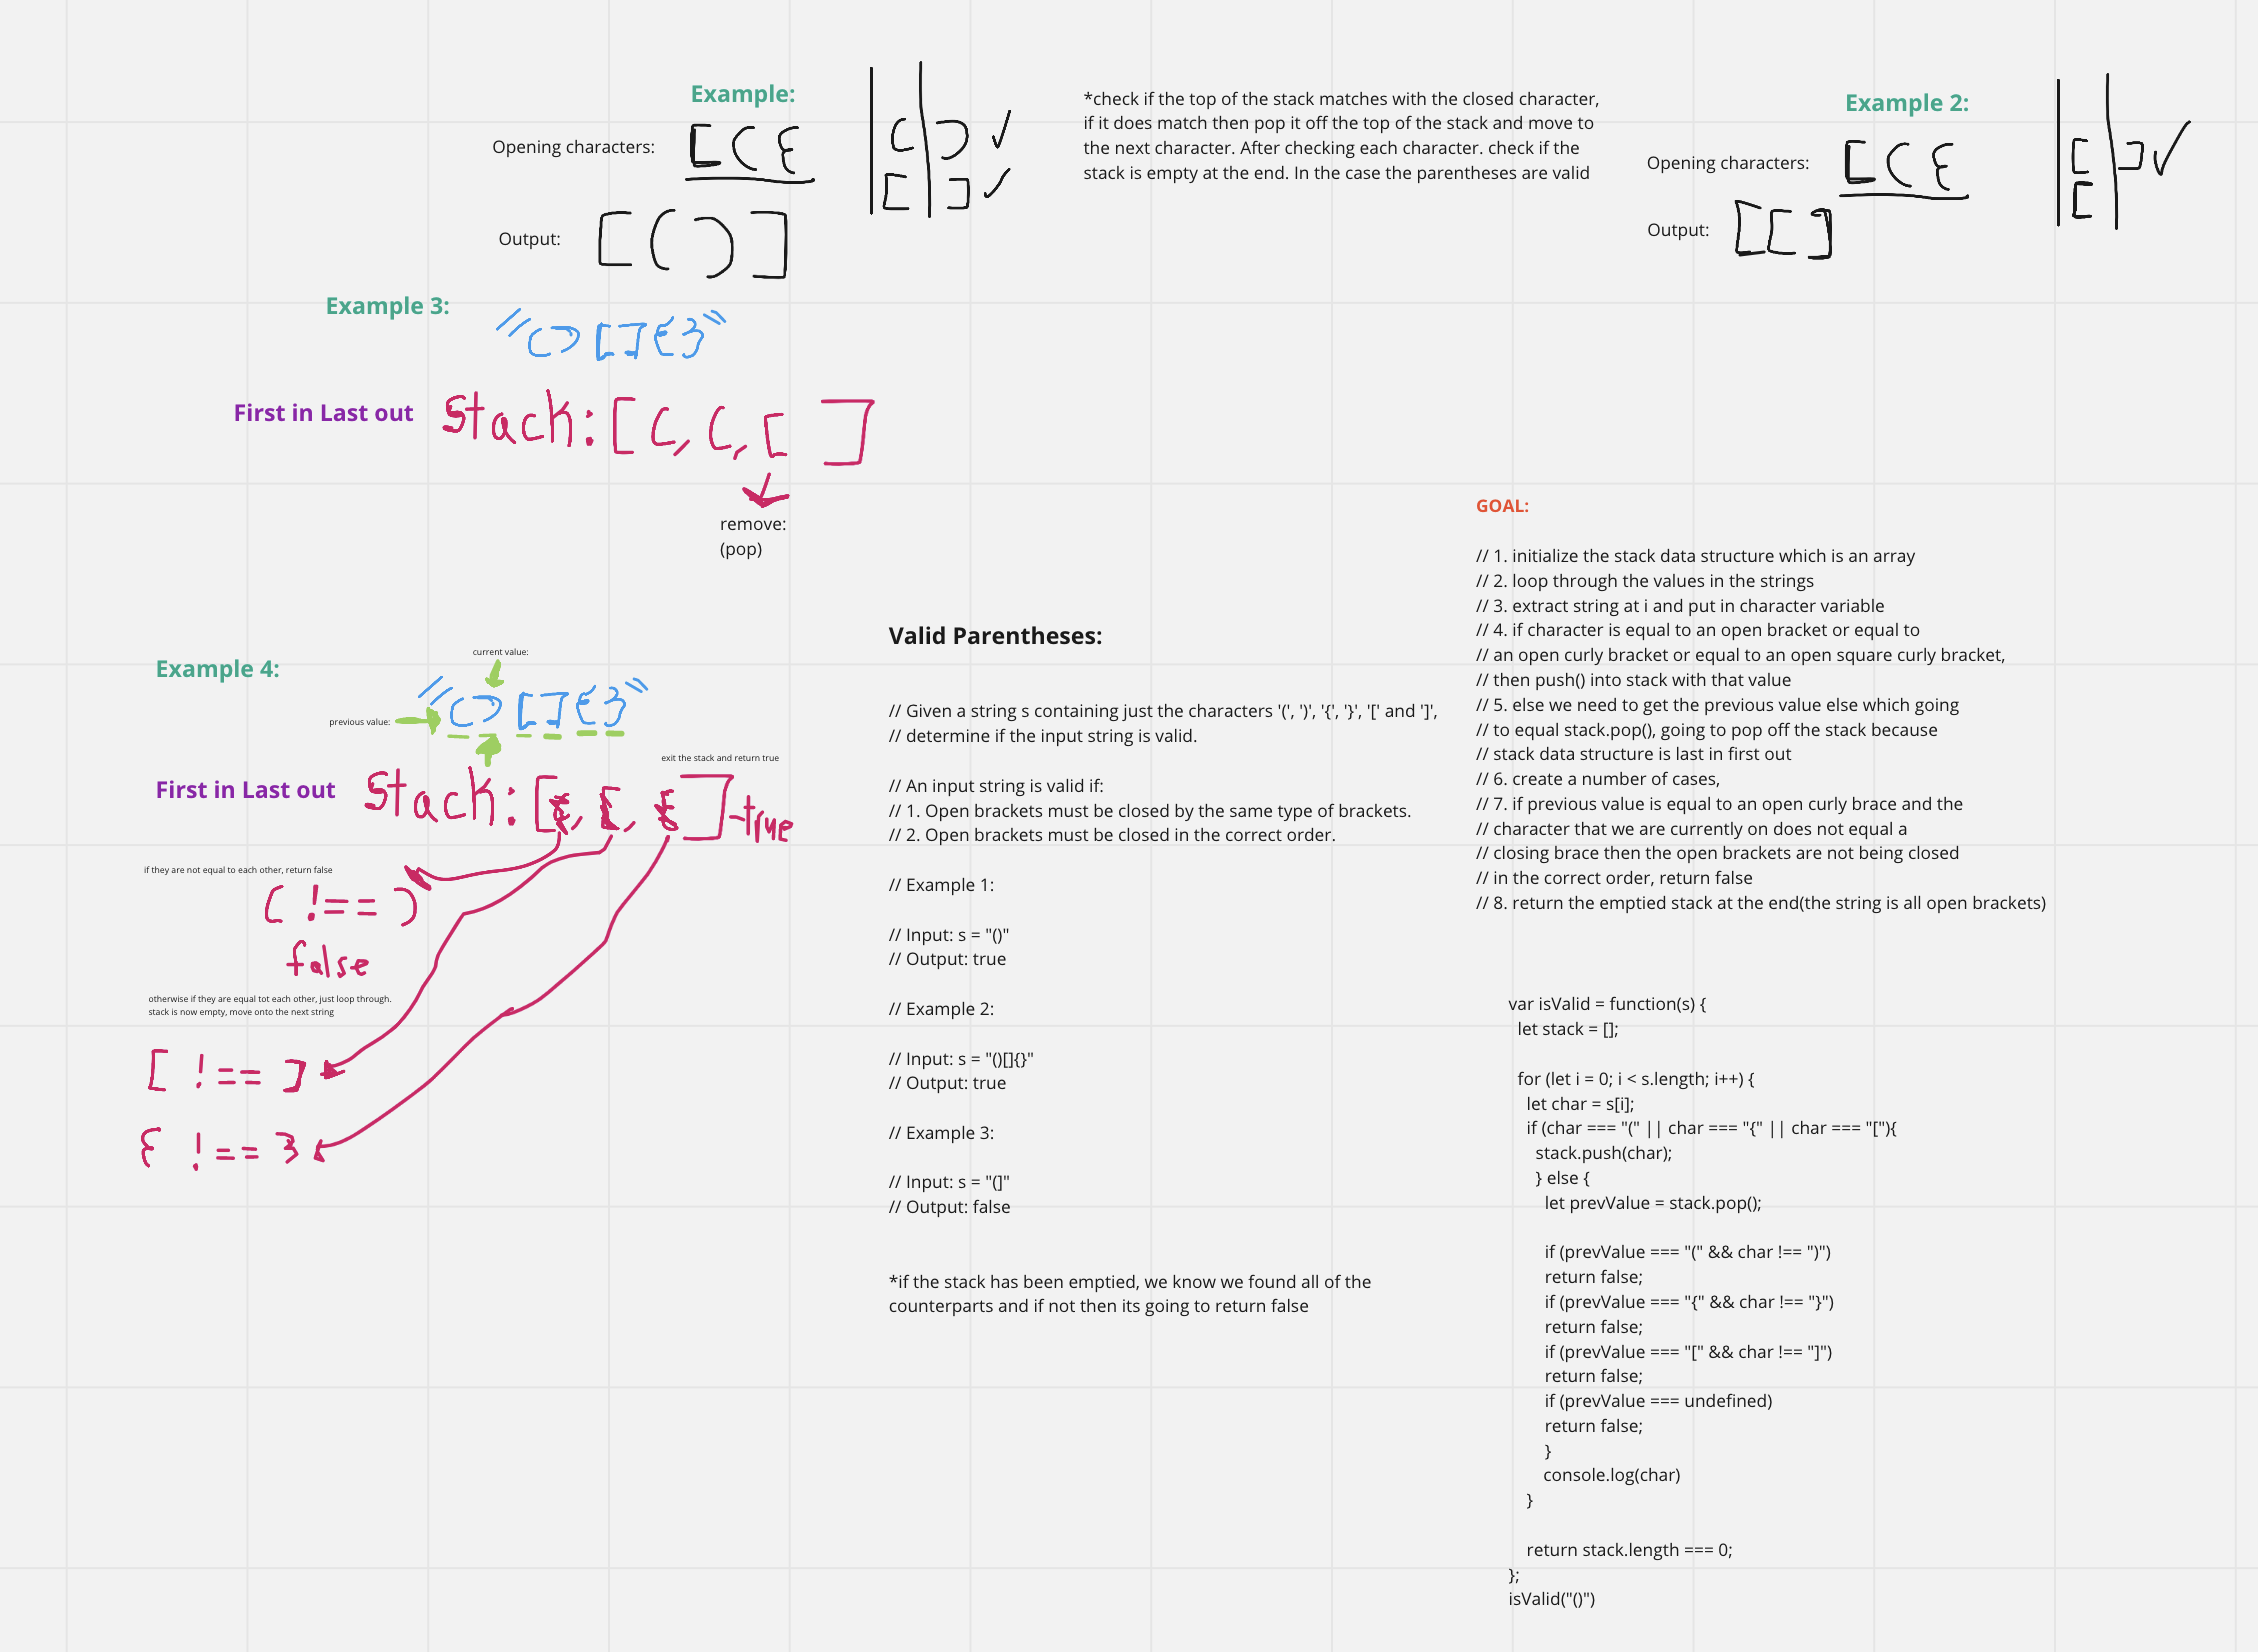 Example:
Opening characters: [ ( {
( ) ✓
[ ] ✓
Output: [ ( ) ]
*check if the top of the stack matches with the closed character,
if it does match then pop it off the top of the stack and move to
the next character. After checking each character. check if the
stack is empty at the end. In the case the parentheses are valid
Example 2:
Opening characters: [ ( {
[ ] ✓
[
Output: [ [ ]
Example 3:
"()[]{}"
First in Last out
stack: [ (, (, [ ]
remove:
(pop)
Example 4:
current value:
previous value:
"()[]{}"
exit the stack and return true
First in Last out
stack: [ , [, { ] - true
if they are not equal to each other, return false
( !== )
false
otherwise if they are equal tot each other, just loop through.
stack is now empty, move onto the next string
[ !== ]
{ !== }
Valid Parentheses:
// Given a string s containing just the characters '(', ')', '{', '}', '[' and ']',
// determine if the input string is valid.
// An input string is valid if:
// 1. Open brackets must be closed by the same type of brackets.
// 2. Open brackets must be closed in the correct order.
// Example 1:
// Input: s = "()"
// Output: true
// Example 2:
// Input: s = "()[]{}"
// Output: true
// Example 3:
// Input: s = "(]"
// Output: false
*if the stack has been emptied, we know we found all of the
counterparts and if not then its going to return false
GOAL:
// 1. initialize the stack data structure which is an array
// 2. loop through the values in the strings
// 3. extract string at i and put in character variable
// 4. if character is equal to an open bracket or equal to
// an open curly bracket or equal to an open square curly bracket,
// then push() into stack with that value
// 5. else we need to get the previous value else which going
// to equal stack.pop(), going to pop off the stack because
// stack data structure is last in first out
// 6. create a number of cases,
// 7. if previous value is equal to an open curly brace and the
// character that we are currently on does not equal a
// closing brace then the open brackets are not being closed
// in the correct order, return false
// 8. return the emptied stack at the end(the string is all open brackets)
var isValid = function(s) {
let stack = [];
for (let i = 0; i < s.length; i++) {
let char = s[i];
if (char === "(" || char === "{" || char === "["){
stack.push(char);
} else {
let prevValue = stack.pop();
if (prevValue === "(" && char !== ")")
return false;
if (prevValue === "{" && char !== "}")
return false;
if (prevValue === "[" && char !== "]")
return false;
if (prevValue === undefined)
return false;
}
console.log(char)
}
return stack.length === 0;
};
isValid("()")